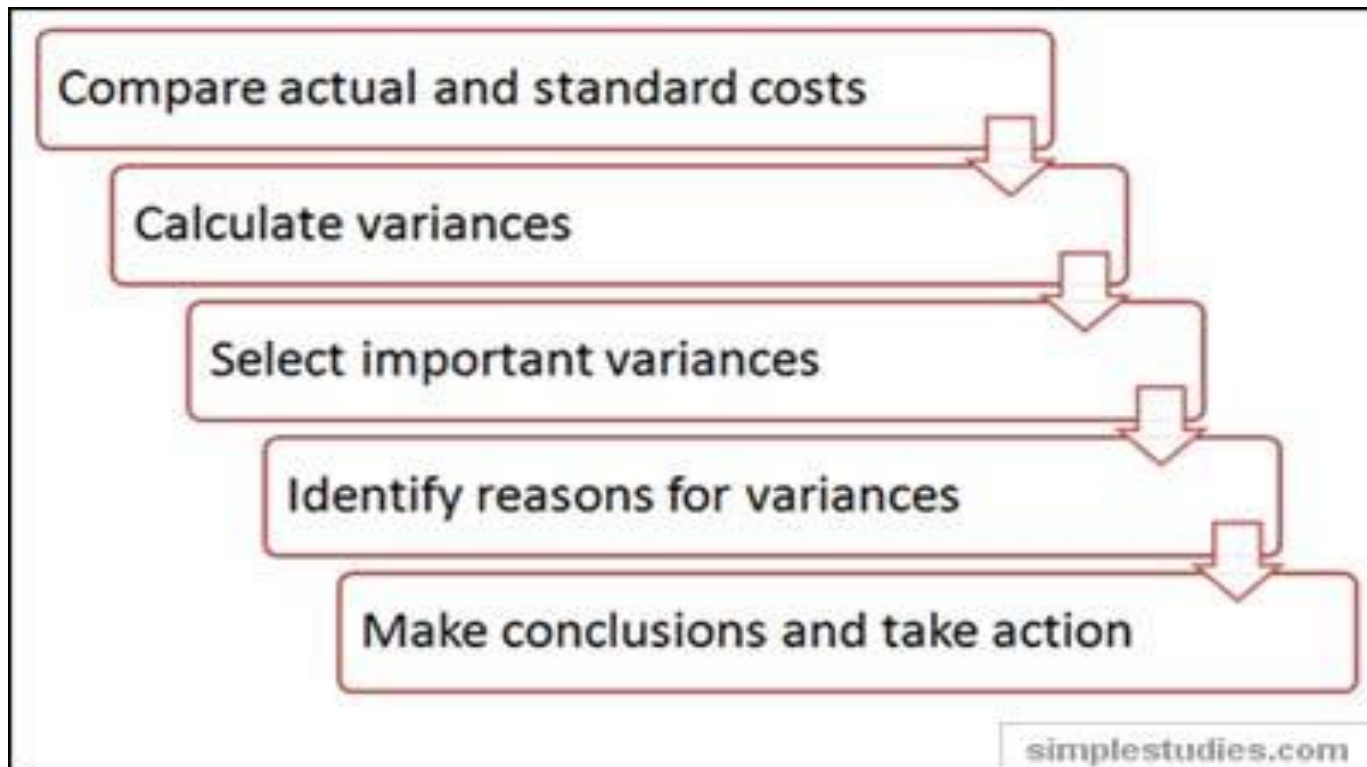 Compare actual and standard costs
Calculate variances
Select important variances
Identify reasons for variances
Make conclusions and take action
simplestudies.com